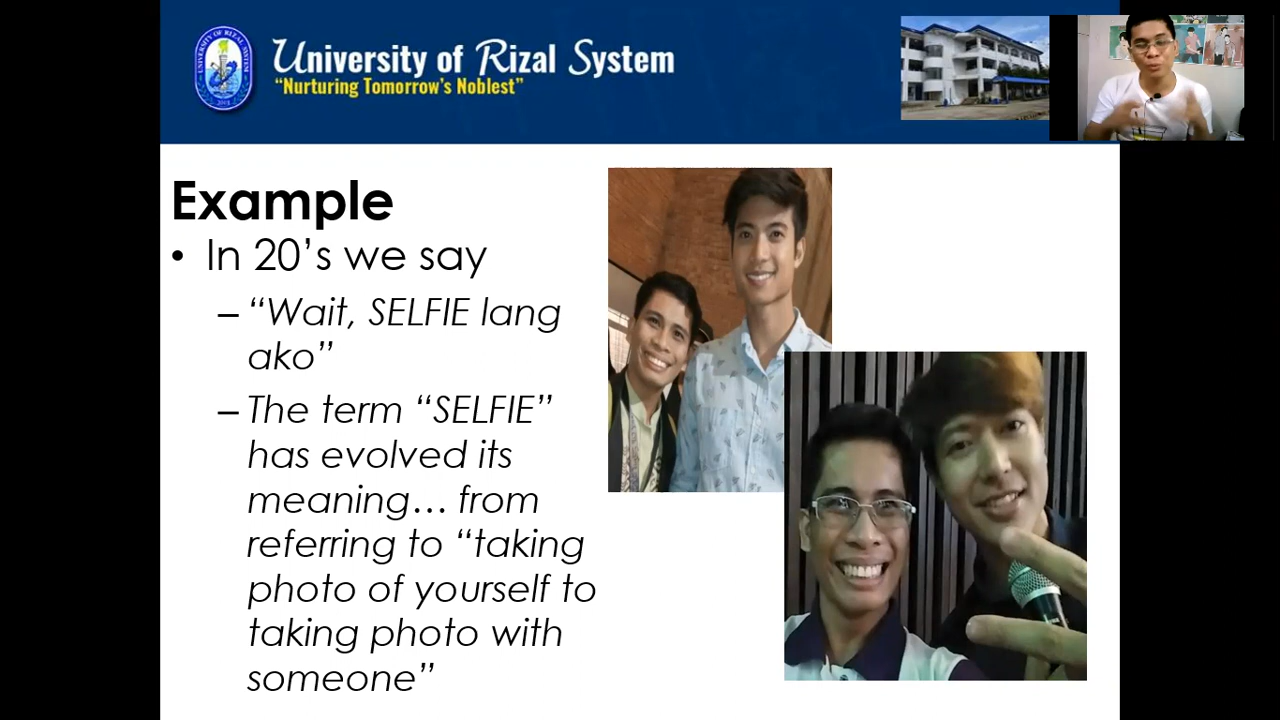 University of Rizal System
"Nurturing Tomorrow's Noblest"
Example
• In 20's we say
– "Wait, SELFIE lang
ako"
– The term "SELFIE"
has evolved its
meaning... from
referring to "taking
photo of yourself to
taking photo with
someone"